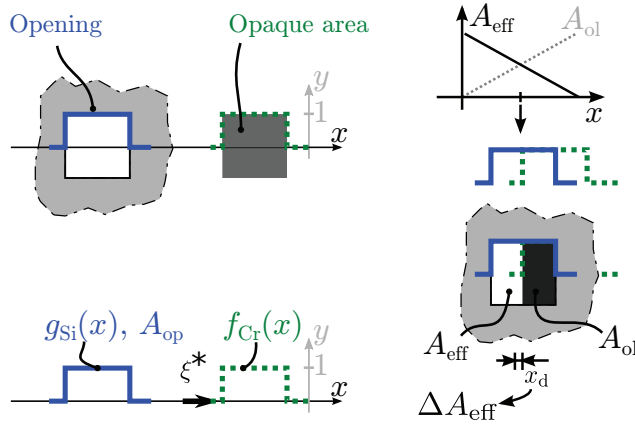 Opening
Opaque area
y
1
x
g_Si(x), A_op
f_Cr(x)
ξ*
y
1
x
A_eff
A_ol
x
A_eff
A_ol
x_d
ΔA_eff